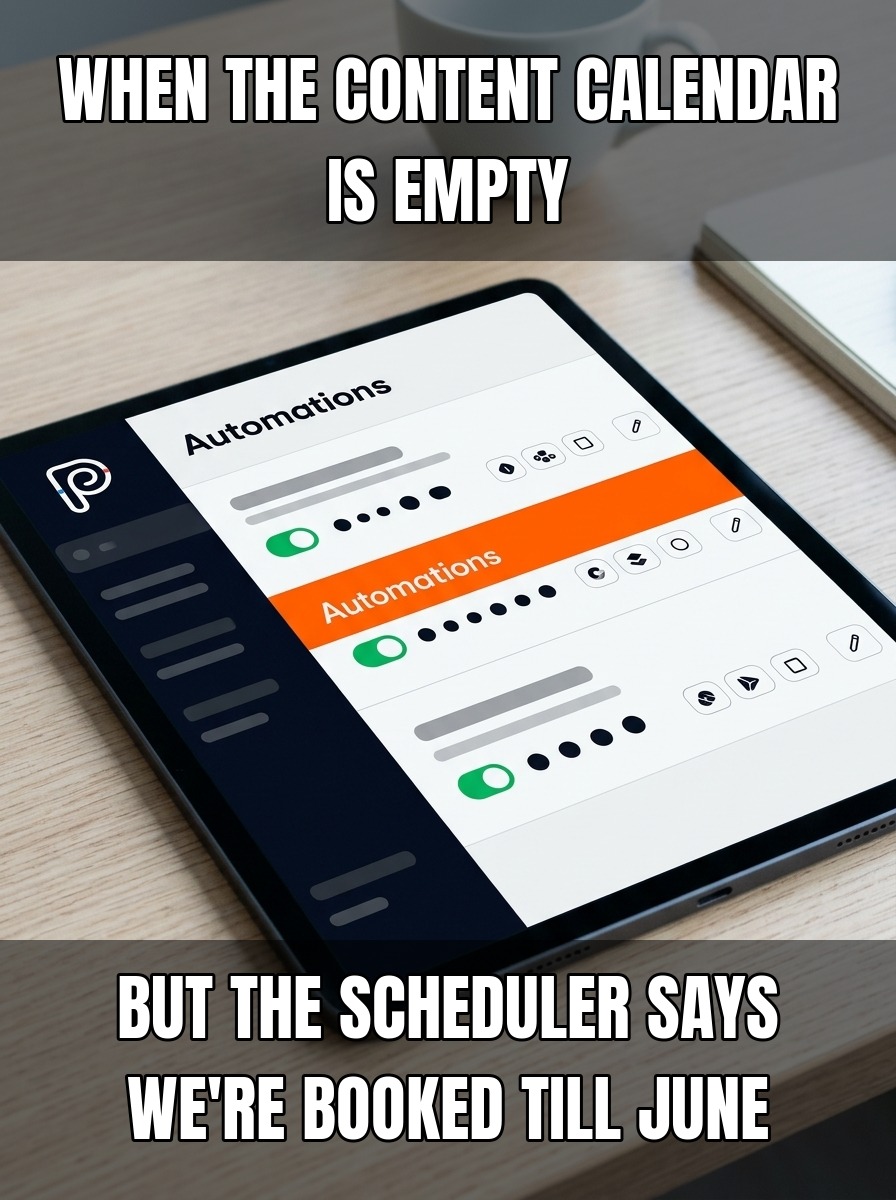 WHEN THE CONTENT CALENDAR
IS EMPTY
Automations
Automations
BUT THE SCHEDULER SAYS
WE'RE BOOKED TILL JUNE